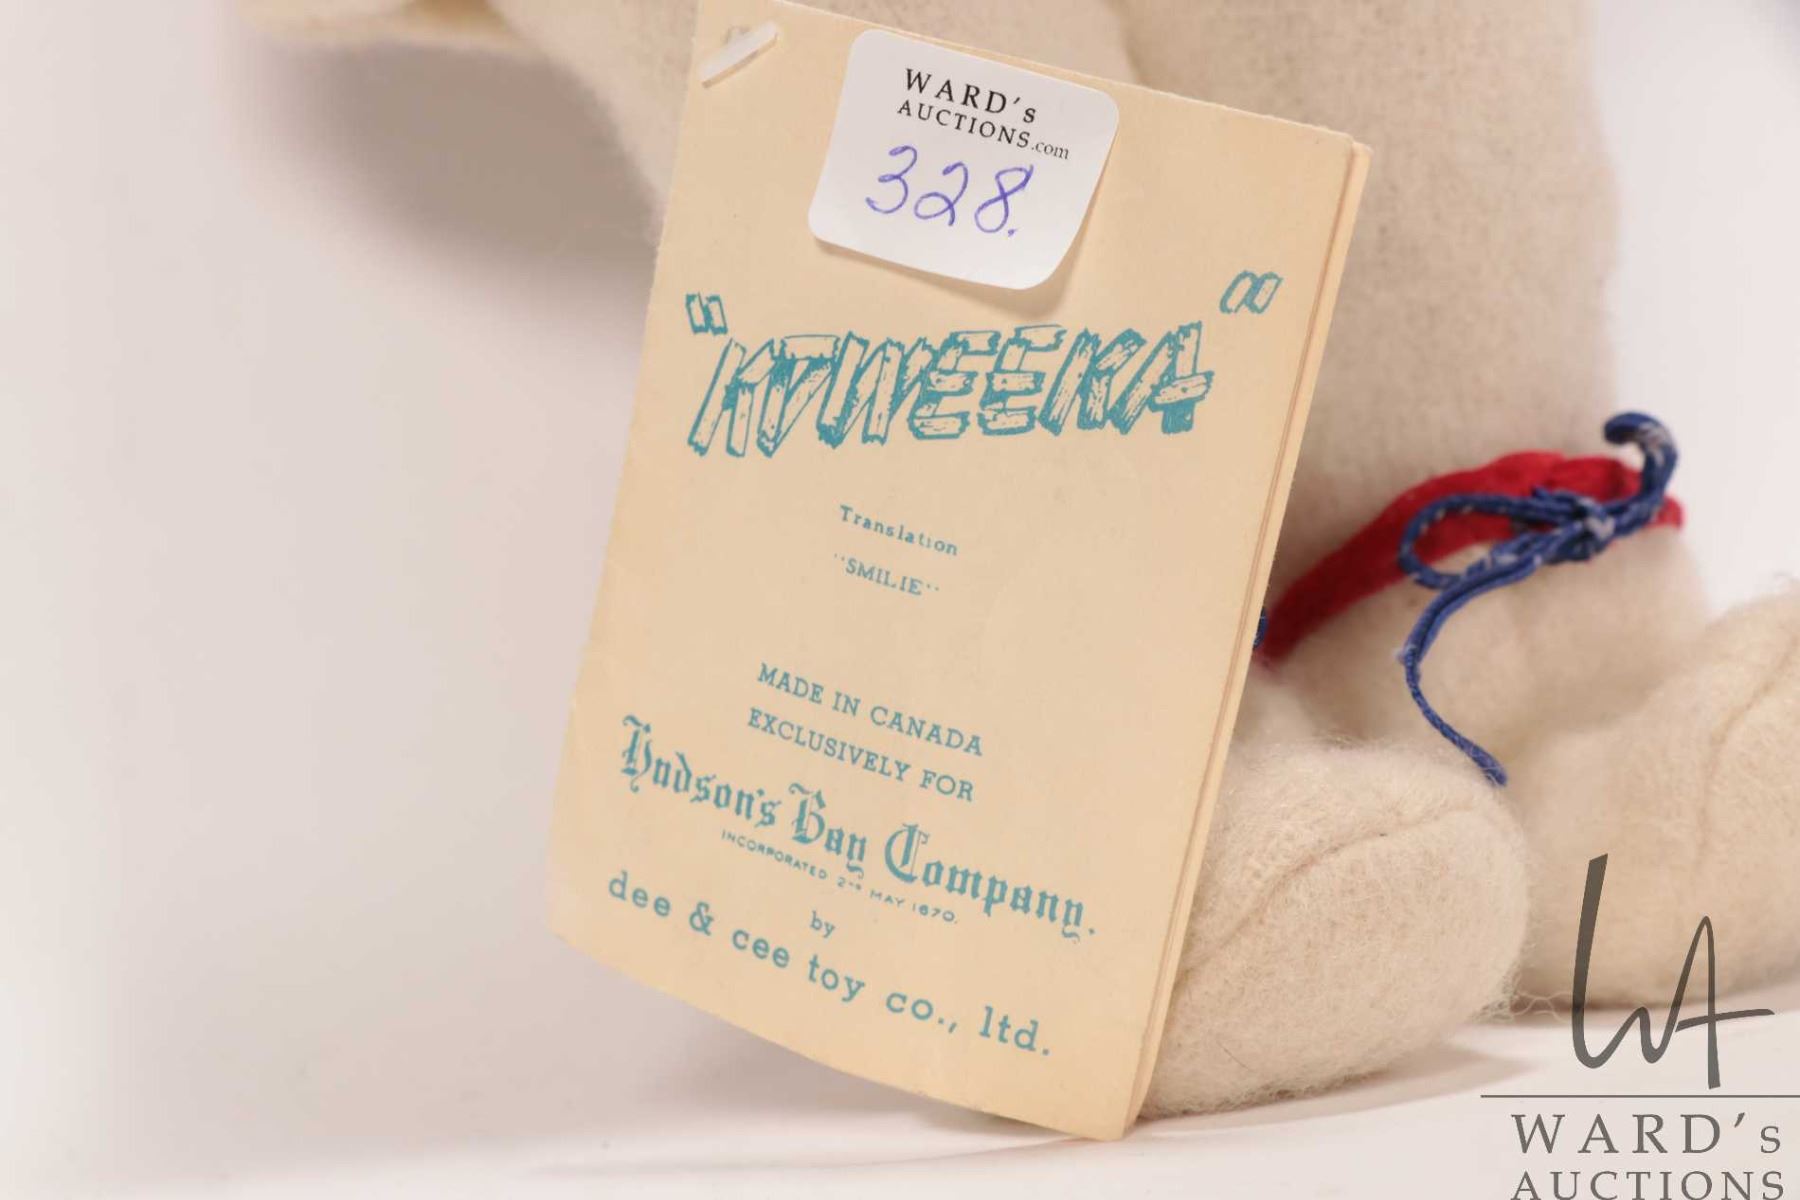 WARD's
AUCTIONS.com
328.
"KTWEEKA"
Translation
"SMILIE"
MADE IN CANADA
EXCLUSIVELY FOR
Hudson's Bay Company.
INCORPORATED 2ND MAY 1670.
by
dee & cee toy co., ltd.
WA
WARD's
AUCTIONS